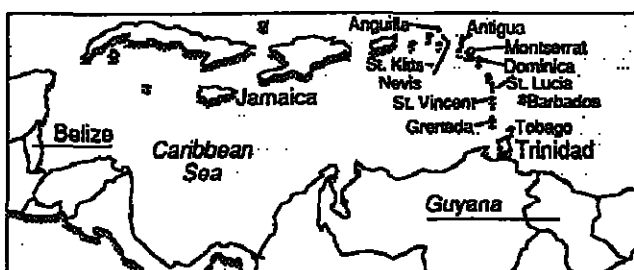 Anguilla
Antigua
Montserrat
St. Kitts
Dominica
Nevis
St. Lucia
Jamaica
St. Vincent
Barbados
Grenada
Tobago
Belize
Caribbean
Sea
Trinidad
Guyana